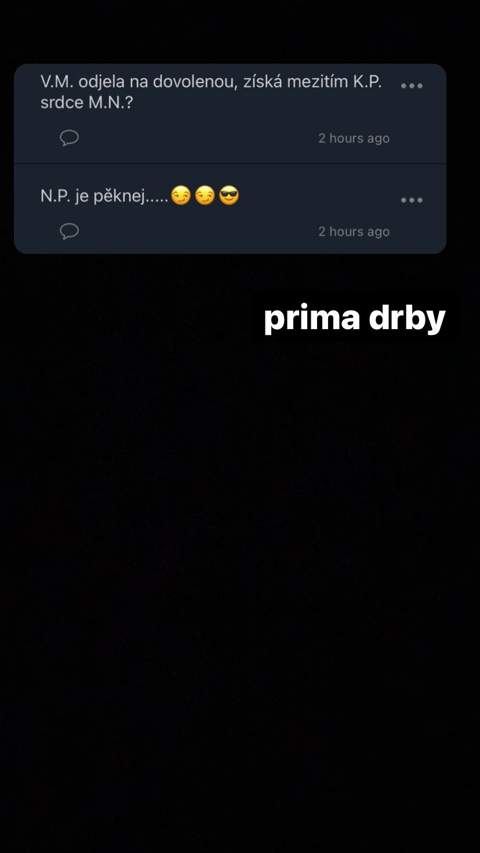 V.M. odjela na dovolenou, získá mezitím K.P.
srdce M.N.?
2 hours ago
N.P. je pěknej.....😏😏😎
2 hours ago
prima drby